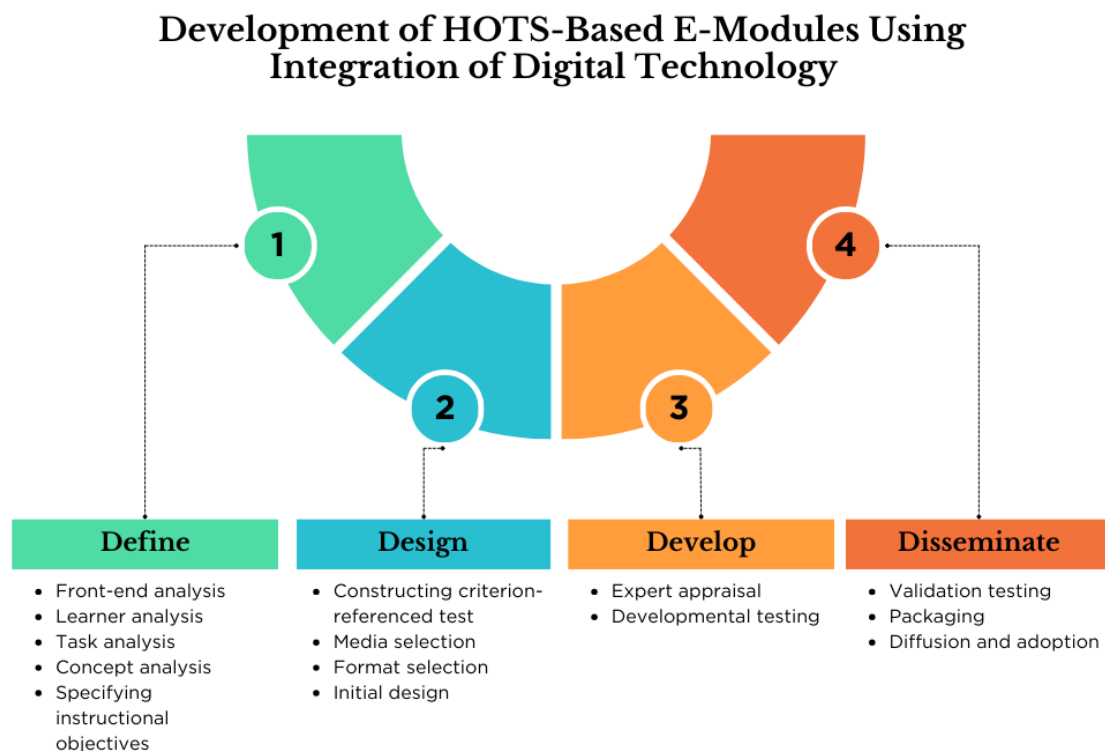 Development of HOTS-Based E-Modules Using
Integration of Digital Technology
1
2
3
4
Define
• Front-end analysis
• Learner analysis
• Task analysis
• Concept analysis
• Specifying
instructional
objectives
Design
• Constructing criterion-
referenced test
• Media selection
• Format selection
• Initial design
Develop
• Expert appraisal
• Developmental testing
Disseminate
• Validation testing
• Packaging
• Diffusion and adoption